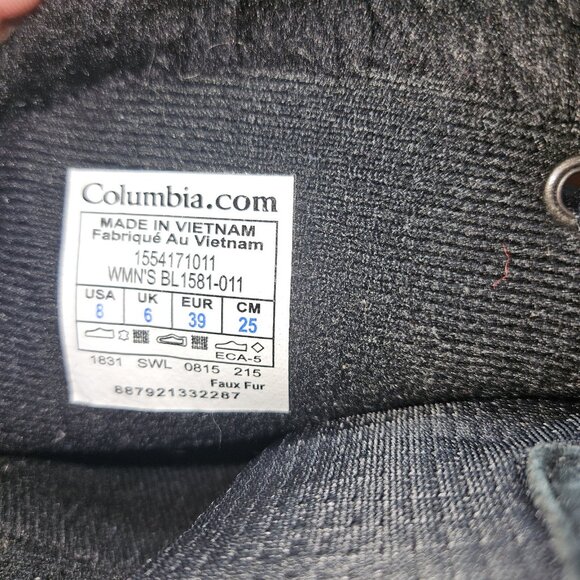 Columbia.com
MADE IN VIETNAM
Fabriqué Au Vietnam
1554171011
WMN'S BL1581-011
USA UK EUR CM
8 6 39 25
ECA-5
1831 SWL 0815 215
Faux Fur
887921332287